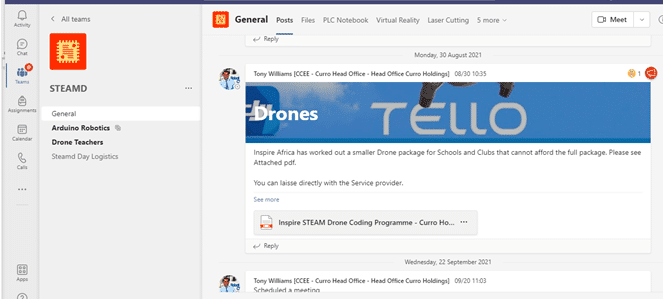 Activity
Chat
Teams
Assignments
Calendar
Calls
Apps
All teams
STEAMD
General
Arduino Robotics
Drone Teachers
Steamd Day Logistics
General Posts Files PLC Notebook Virtual Reality Laser Cutting 5 more Meet
Reply
Monday, 30 August 2021
Tony Williams [CCEE - Curro Head Office - Head Office Curro Holdings] 08/30 10:35 1
Drones
TELLO
Inspire Africa has worked out a smaller Drone package for Schools and Clubs that cannot afford the full package. Please see
Attached pdf.
You can laisse directly with the Service provider.
See more
Inspire STEAM Drone Coding Programme - Curro Ho...
Reply
Wednesday, 22 September 2021
Tony Williams [CCEE - Curro Head Office - Head Office Curro Holdings] 09/20 11:03
Scheduled a meeting